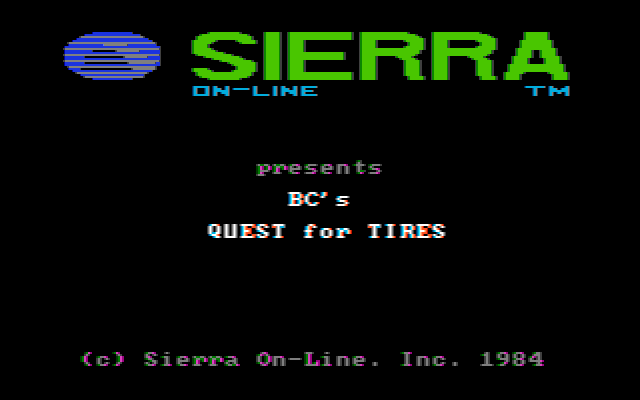 SIERRA
ON-LINE TM
presents
BC's
QUEST for TIRES
(c) Sierra On-Line. Inc. 1984